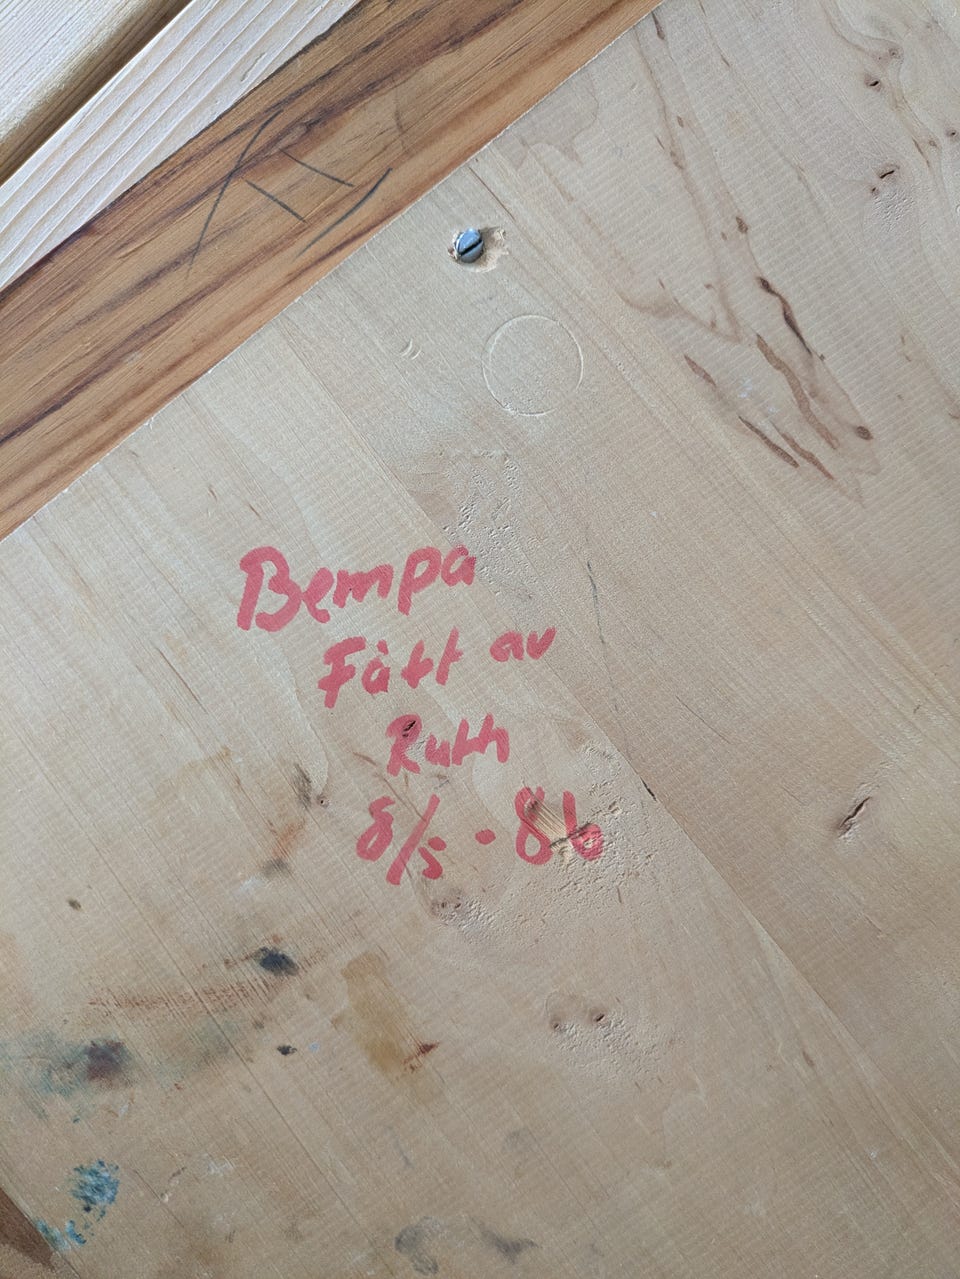 Bempa
Fått av
Ruth
8/5 - 86